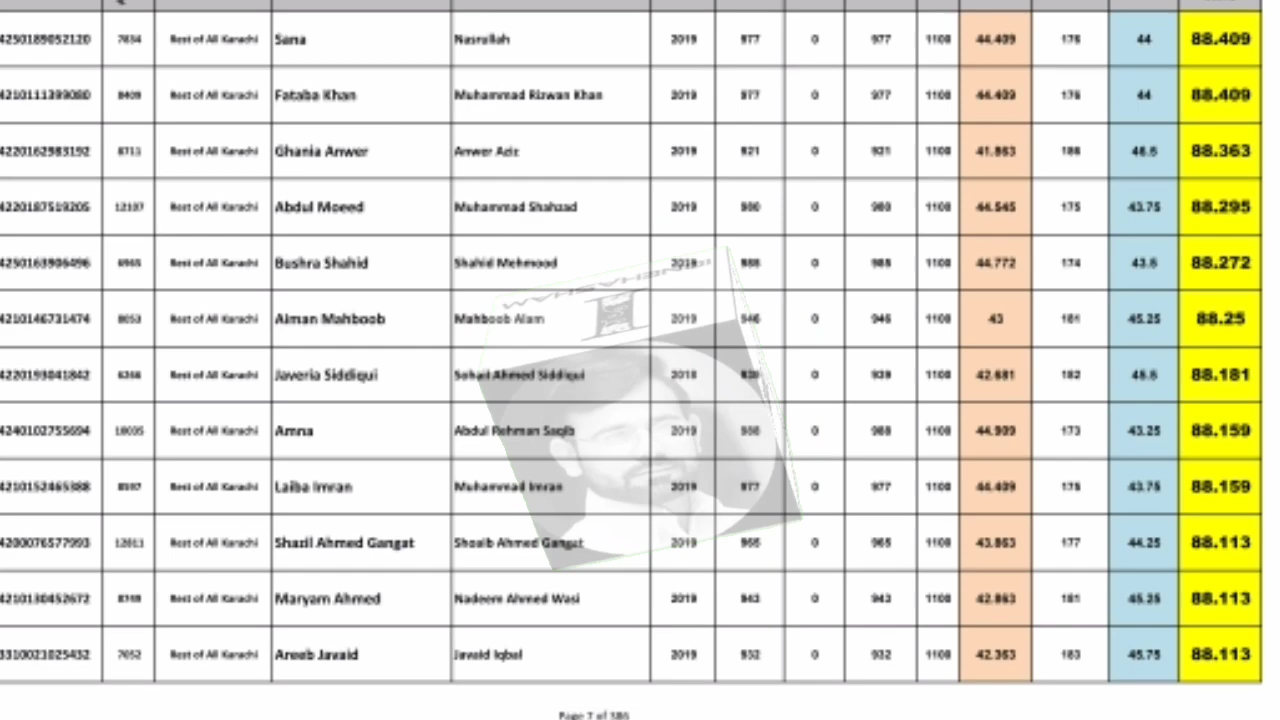 4250189052120 7834 Rest of All Karachi Sana Nasrullah 2019 977 0 977 1100 44.409 176 44 88.409
4210111399080 8409 Rest of All Karachi Fataba Khan Muhammad Rizwan Khan 2019 977 0 977 1100 44.409 176 44 88.409
4220162983192 8711 Rest of All Karachi Ghania Anwer Anwer Aziz 2019 921 0 921 1100 41.863 186 46.5 88.363
4220187519205 12107 Rest of All Karachi Abdul Moeed Muhammad Shahzad 2019 980 0 980 1100 44.545 175 43.75 88.295
4250163906496 6965 Rest of All Karachi Bushra Shahid Shahid Mehmood 2019 985 0 985 1100 44.772 174 43.5 88.272
4210146731474 8053 Rest of All Karachi Aiman Mahboob Mahboob Alam 2019 946 0 946 1100 43 181 45.25 88.25
4220193041842 Rest of All Karachi Javeria Siddiqui Sohail Ahmed Siddiqui 2018 939 0 939 1100 42.681 182 45.5 88.181
4240102755694 Rest of All Karachi Amna Abdul Rehman Saqib 2019 988 0 988 1100 44.909 173 43.25 88.159
4210152465388 8597 Rest of All Karachi Laiba Imran Muhammad Imran 2019 977 0 977 1100 44.409 175 43.75 88.159
4200076577993 Rest of All Karachi Shazil Ahmed Gangat Shoaib Ahmed Gangat 2019 965 0 965 1100 43.863 177 44.25 88.113
4210130452672 8749 Rest of All Karachi Maryam Ahmed Nadeem Ahmed Wasi 2019 943 0 943 1100 42.863 181 45.25 88.113
3310021025432 7052 Rest of All Karachi Areeb Javaid Javaid Iqbal 2019 932 0 932 1100 42.363 183 45.75 88.113
Page 7 of 386